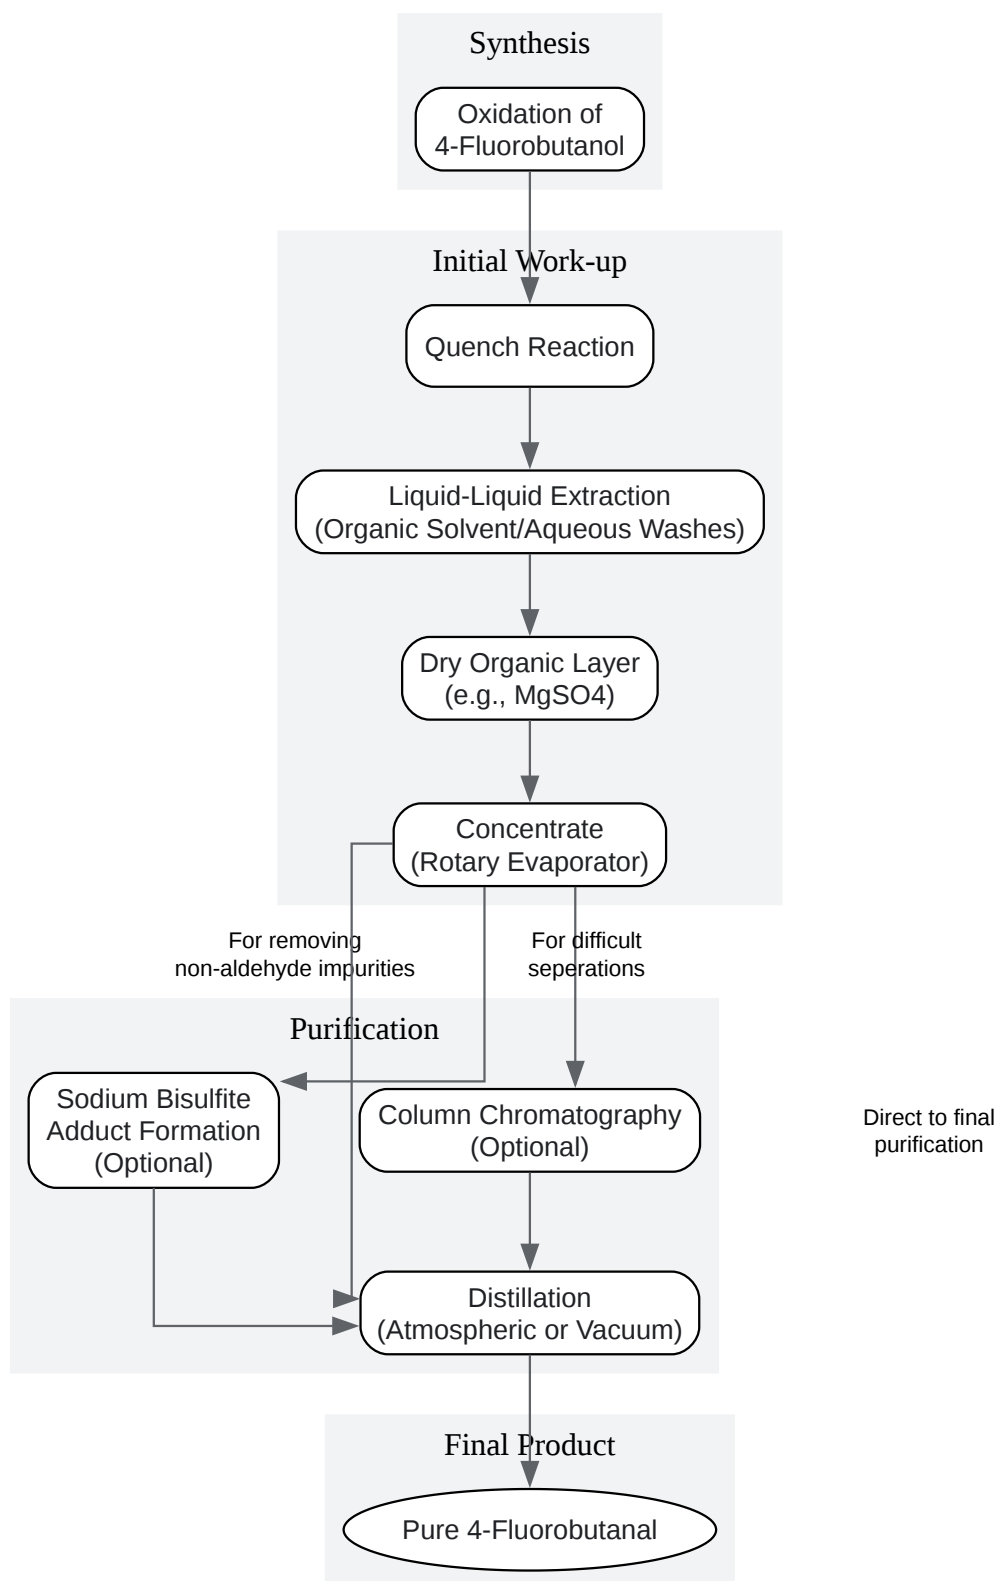 Synthesis
Oxidation of
4-Fluorobutanol
Initial Work-up
Quench Reaction
Liquid-Liquid Extraction
(Organic Solvent/Aqueous Washes)
Dry Organic Layer
(e.g., MgSO4)
Concentrate
(Rotary Evaporator)
For removing
non-aldehyde impurities
For difficult
seperations
Purification
Sodium Bisulfite
Adduct Formation
(Optional)
Column Chromatography
(Optional)
Direct to final
purification
Distillation
(Atmospheric or Vacuum)
Final Product
Pure 4-Fluorobutanal